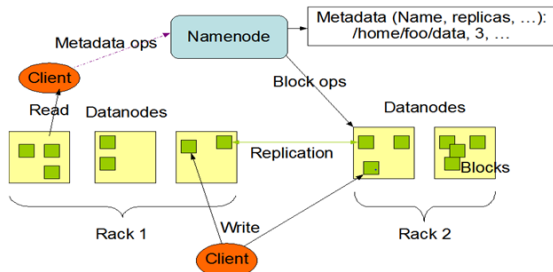 Metadata (Name, replicas, …):
/home/foo/data, 3, …
Namenode
Metadata ops
Client
Block ops
Read
Datanodes
Datanodes
Replication
Blocks
Write
Rack 1
Rack 2
Client